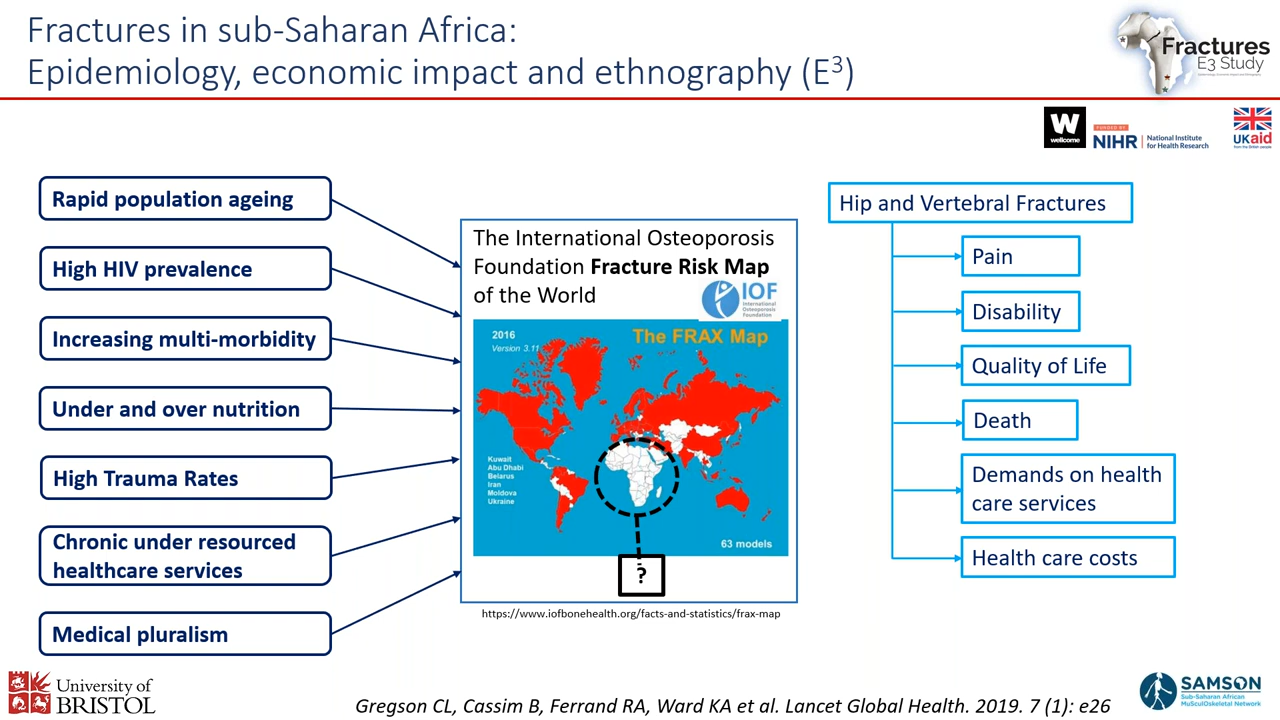 Fractures in sub-Saharan Africa:
Epidemiology, economic impact and ethnography (E³)
Fractures
E3 Study
W
wellcome
FUNDED BY
NIHR | National Institute
for Health Research
UKaid
from the British people
Rapid population ageing
High HIV prevalence
Increasing multi-morbidity
Under and over nutrition
High Trauma Rates
Chronic under resourced
healthcare services
Medical pluralism
The International Osteoporosis
Foundation Fracture Risk Map
of the World
IOF
International
Osteoporosis
Foundation
2016
Version 3.11
The FRAX Map
Kuwait
Abu Dhabi
Belarus
Iran
Moldova
Ukraine
63 models
?
https://www.iofbonehealth.org/facts-and-statistics/frax-map
Hip and Vertebral Fractures
Pain
Disability
Quality of Life
Death
Demands on health
care services
Health care costs
University of
BRISTOL
Gregson CL, Cassim B, Ferrand RA, Ward KA et al. Lancet Global Health. 2019. 7 (1): e26
SAMSON
Sub-Saharan African
MuSculOskeletal Network